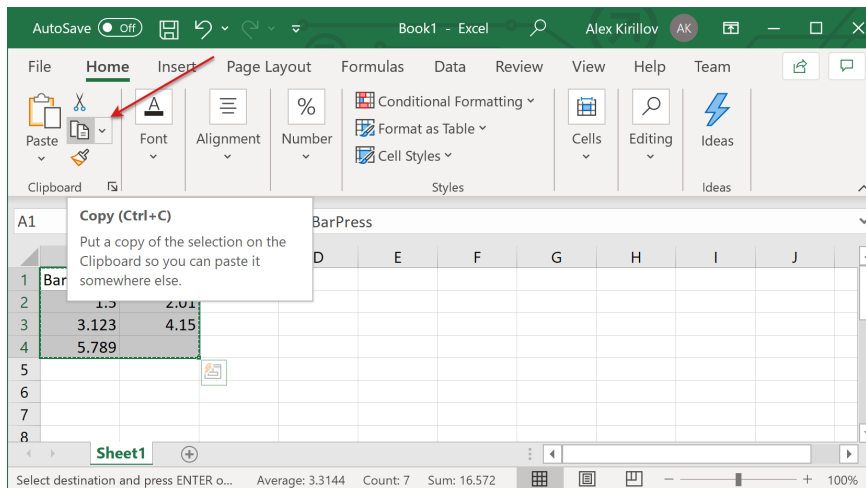 AutoSave Off Book1 - Excel Alex Kirillov AK
File Home Insert Page Layout Formulas Data Review View Help Team
Paste
Font
Alignment
%
Number
Conditional Formatting
Format as Table
Cell Styles
Cells
Editing
Ideas
Clipboard Styles Ideas
A1 BarPress
Copy (Ctrl+C)
Put a copy of the selection on the
Clipboard so you can paste it
somewhere else.
D E F G H I J
1 Bar
2 1.5 2.01
3 3.123 4.15
4 5.789
5
6
7
8
Sheet1
Select destination and press ENTER o... Average: 3.3144 Count: 7 Sum: 16.572 100%